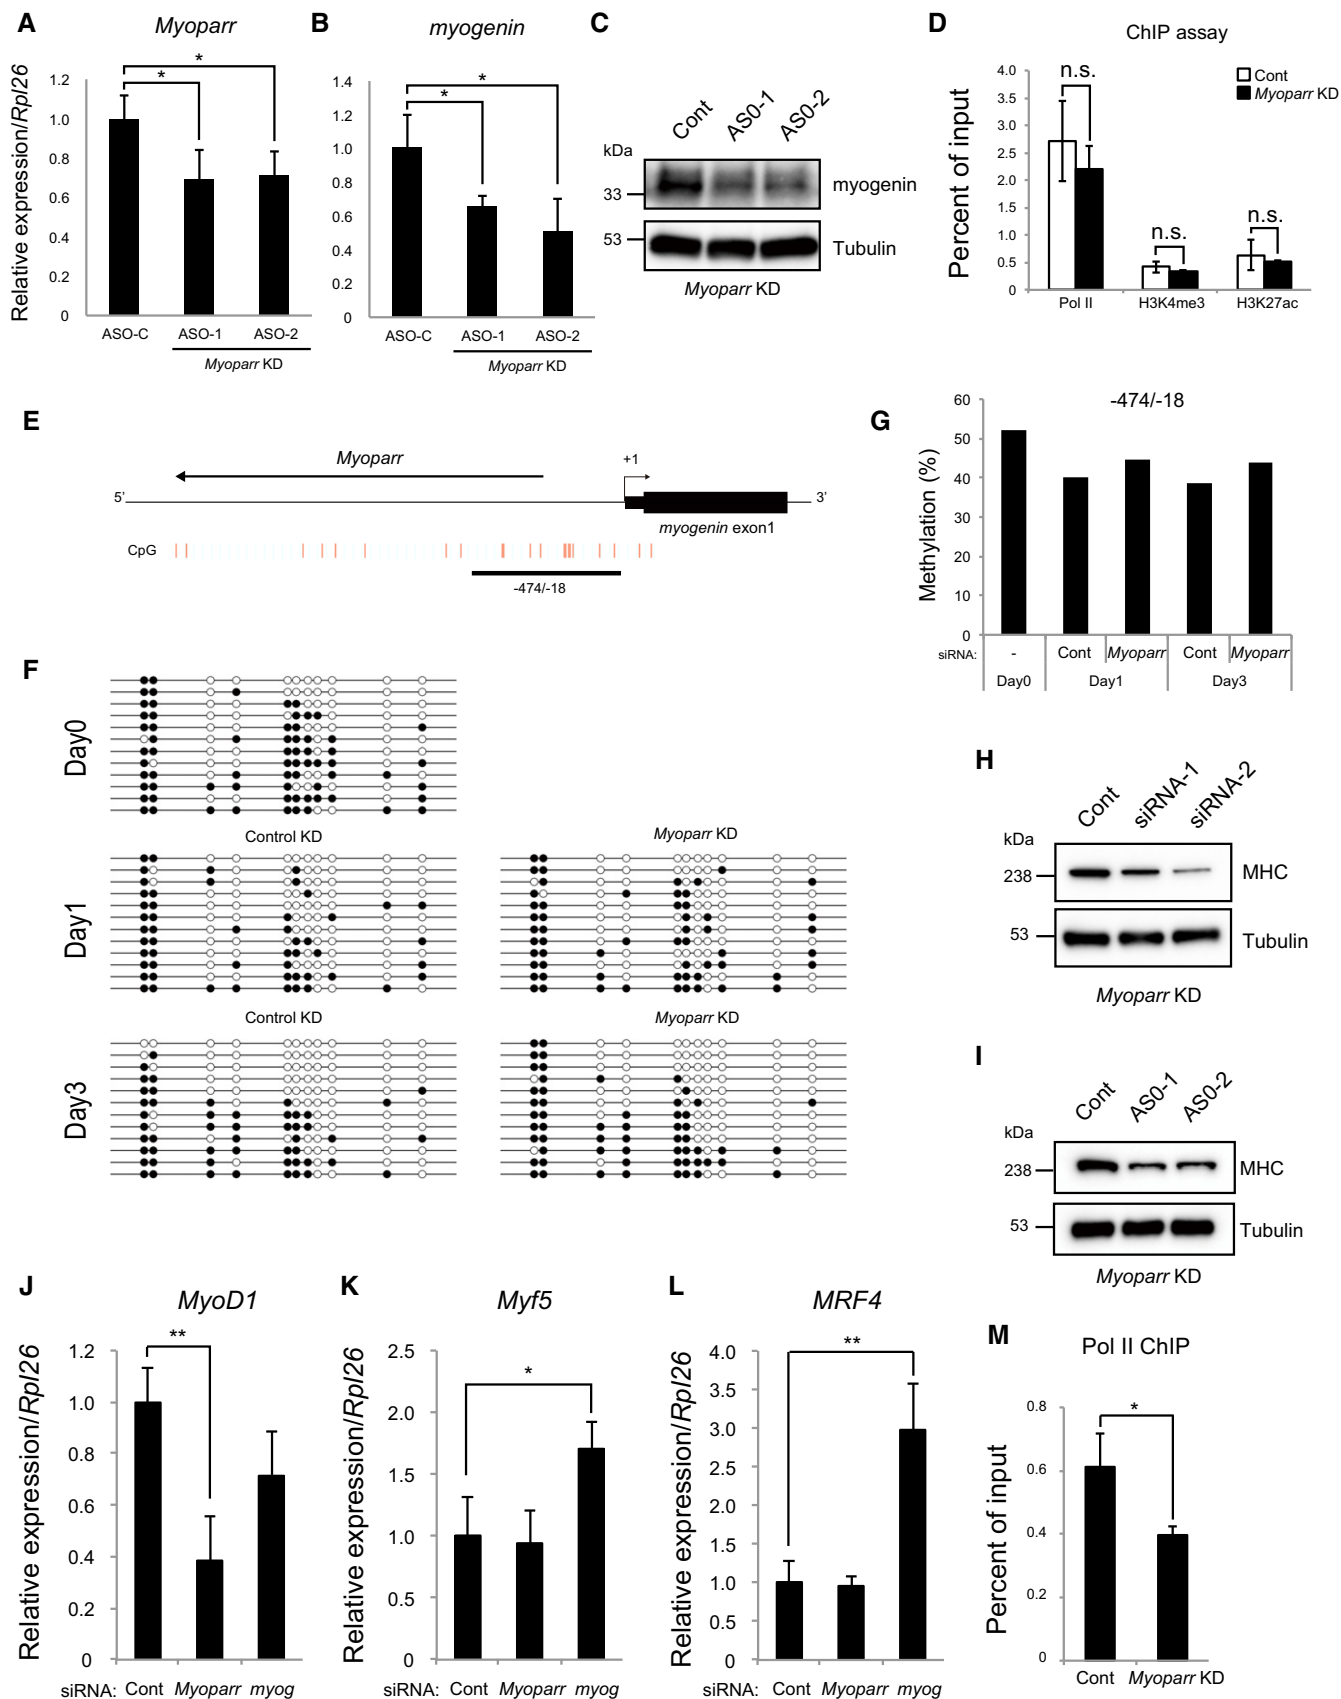 A
Myoparr
Relative expression/Rpl26
1.2
1.0
0.8
0.6
0.4
0.2
0
*
*
ASO-C
ASO-1
ASO-2
Myoparr KD
B
myogenin
1.4
1.2
1.0
0.8
0.6
0.4
0.2
0
*
*
ASO-C
ASO-1
ASO-2
Myoparr KD
C
Cont
AS0-1
AS0-2
kDa
33
myogenin
53
Tubulin
Myoparr KD
D
ChIP assay
Percent of input
4.0
3.5
3.0
2.5
2.0
1.5
1.0
0.5
0
n.s.
n.s.
n.s.
Cont
Myoparr KD
Pol II
H3K4me3
H3K27ac
E
Myoparr
+1
5'
3'
myogenin exon1
CpG
-474/-18
G
-474/-18
Methylation (%)
60
50
40
30
20
10
0
siRNA:
-
Cont
Myoparr
Cont
Myoparr
Day0
Day1
Day3
F
Day0
Control KD
Myoparr KD
Day1
Control KD
Myoparr KD
Day3
H
Cont
siRNA-1
siRNA-2
kDa
238
MHC
53
Tubulin
Myoparr KD
I
Cont
AS0-1
AS0-2
kDa
238
MHC
53
Tubulin
Myoparr KD
J
MyoD1
Relative expression/Rpl26
1.2
1.0
0.8
0.6
0.4
0.2
0
**
siRNA: Cont Myoparr myog
K
Myf5
Relative expression/Rpl26
2.5
2.0
1.5
1.0
0.5
0
*
siRNA: Cont Myoparr myog
L
MRF4
Relative expression/Rpl26
4.0
3.5
3.0
2.5
2.0
1.5
1.0
0.5
0
**
siRNA: Cont Myoparr myog
M
Pol II ChIP
Percent of input
0.8
0.6
0.4
0.2
0
*
Cont Myoparr KD